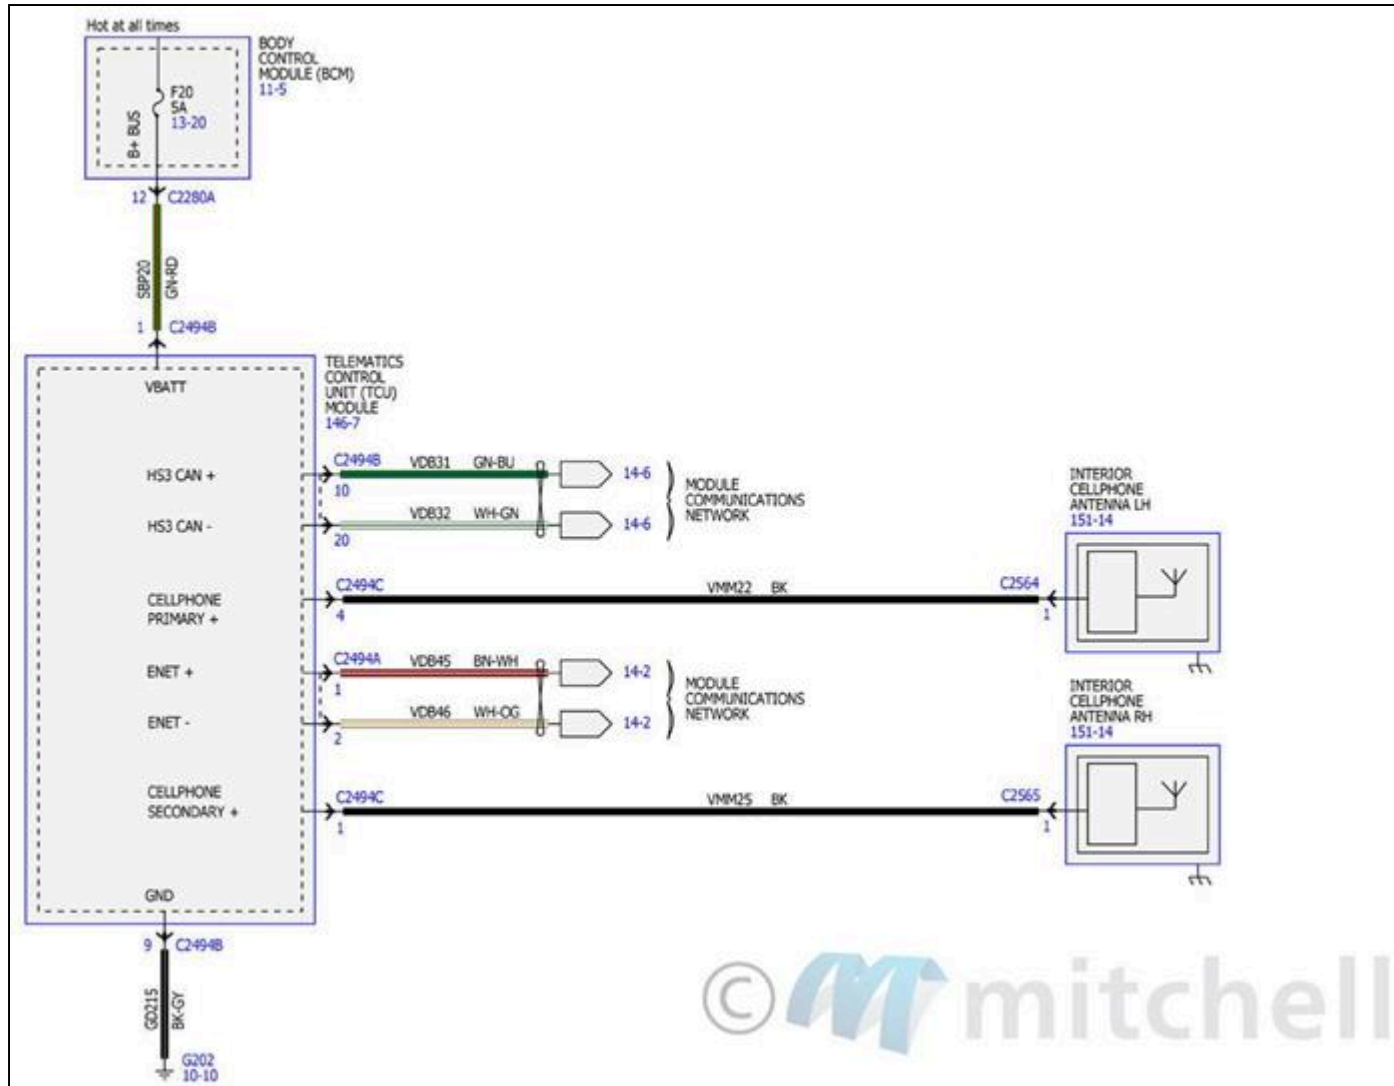 Hot at all times
BODY
CONTROL
MODULE (BCM)
11-5
F20
5A
13-20
B+ BUS
12 C2280A
SBP20
GN-RD
1 C2494B
TELEMATICS
CONTROL
UNIT (TCU)
MODULE
146-7
VBATT
HS3 CAN +
C2494B
10
VDB31 GN-BU
14-6
HS3 CAN -
20
VDB32 WH-GN
14-6
MODULE
COMMUNICATIONS
NETWORK
INTERIOR
CELLPHONE
ANTENNA LH
151-14
CELLPHONE
PRIMARY +
C2494C
4
VMM22 BK
C2564
1
ENET +
C2494A
1
VDB45 BN-WH
14-2
ENET -
2
VDB46 WH-OG
14-2
MODULE
COMMUNICATIONS
NETWORK
INTERIOR
CELLPHONE
ANTENNA RH
151-14
CELLPHONE
SECONDARY +
C2494C
1
VMM25 BK
C2565
1
GND
9 C2494B
GD215
BK-GY
G202
10-10
© mitchell